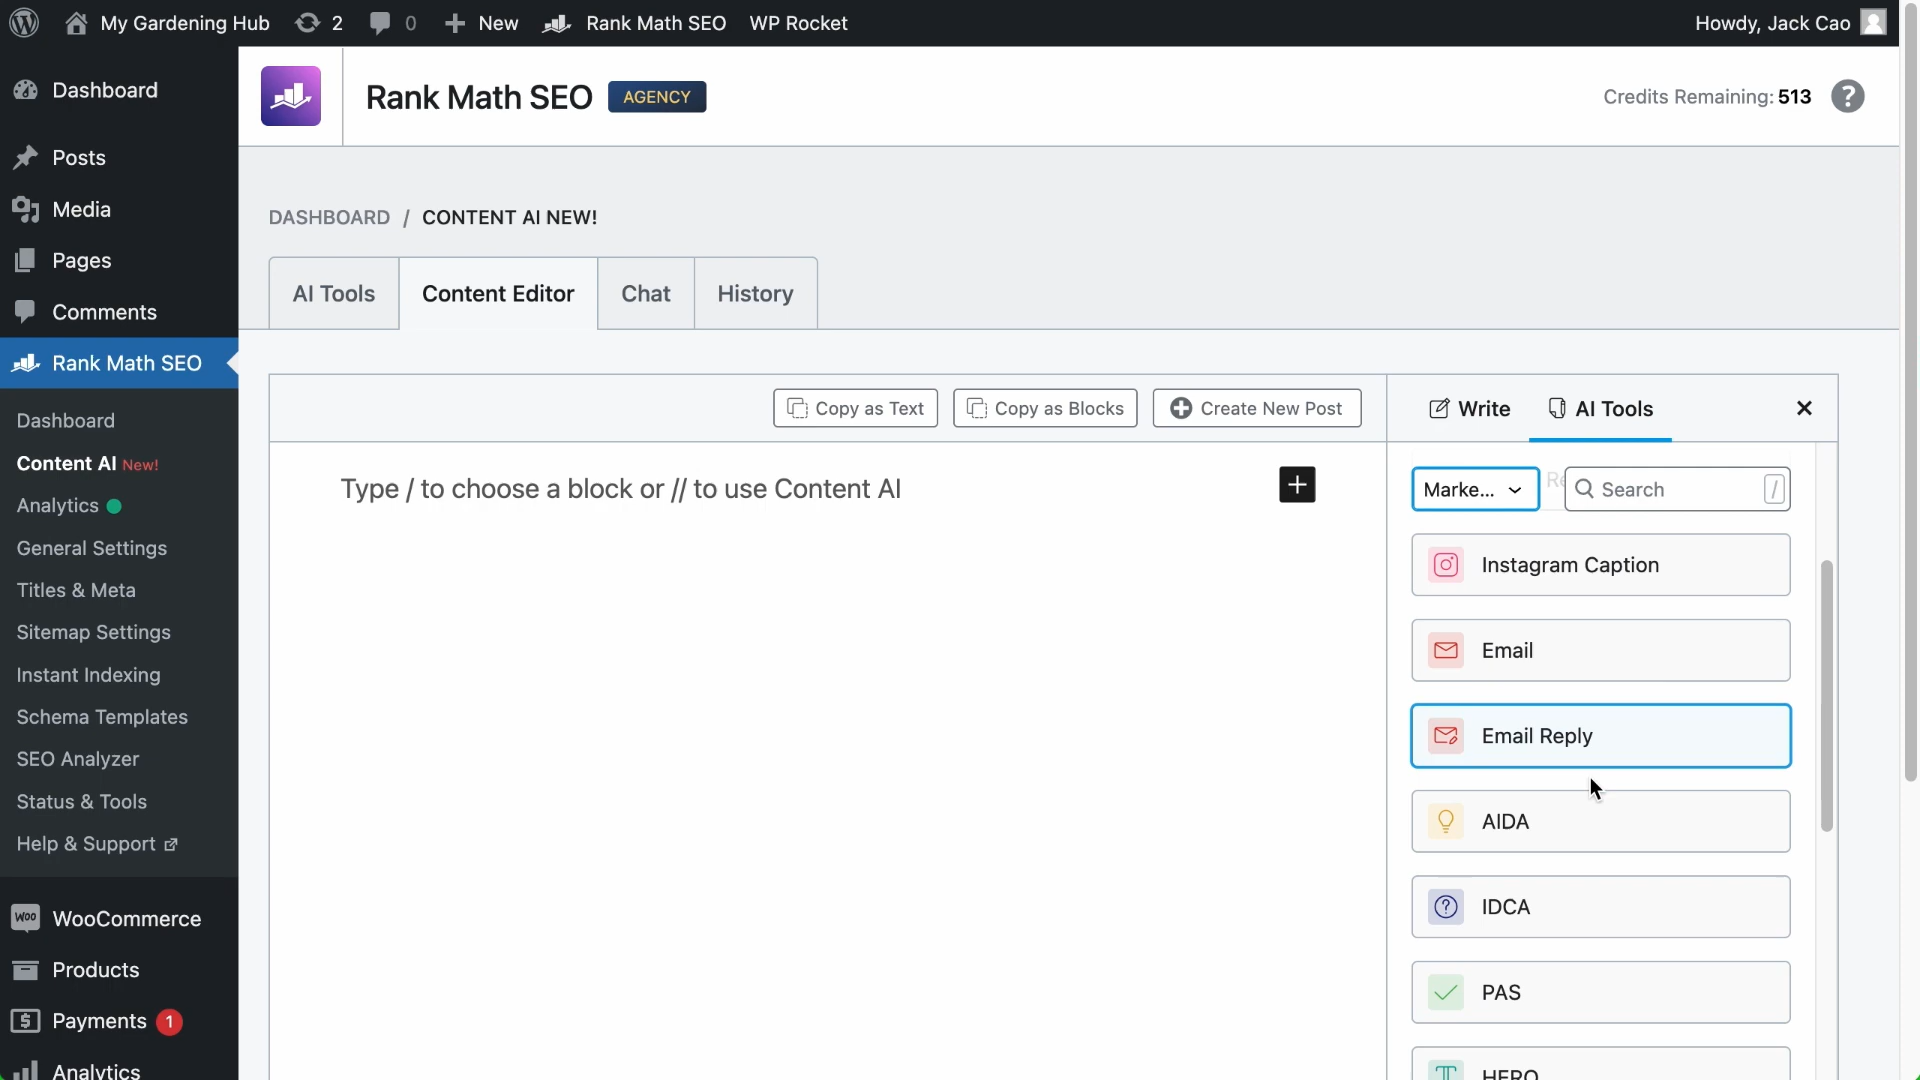 My Gardening Hub 2 0 New Rank Math SEO WP Rocket Howdy, Jack Cao
Dashboard
Posts
Media
Pages
Comments
Rank Math SEO
Dashboard
Content AI New!
Analytics
General Settings
Titles & Meta
Sitemap Settings
Instant Indexing
Schema Templates
SEO Analyzer
Status & Tools
Help & Support
Woo WooCommerce
Products
Payments 1
Analytics
Rank Math SEO AGENCY
Credits Remaining: 513 ?
DASHBOARD / CONTENT AI NEW!
AI Tools Content Editor Chat History
Copy as Text Copy as Blocks Create New Post
Type / to choose a block or // to use Content AI
Write AI Tools
Marke... Search /
Instagram Caption
Email
Email Reply
AIDA
IDCA
PAS
HERO